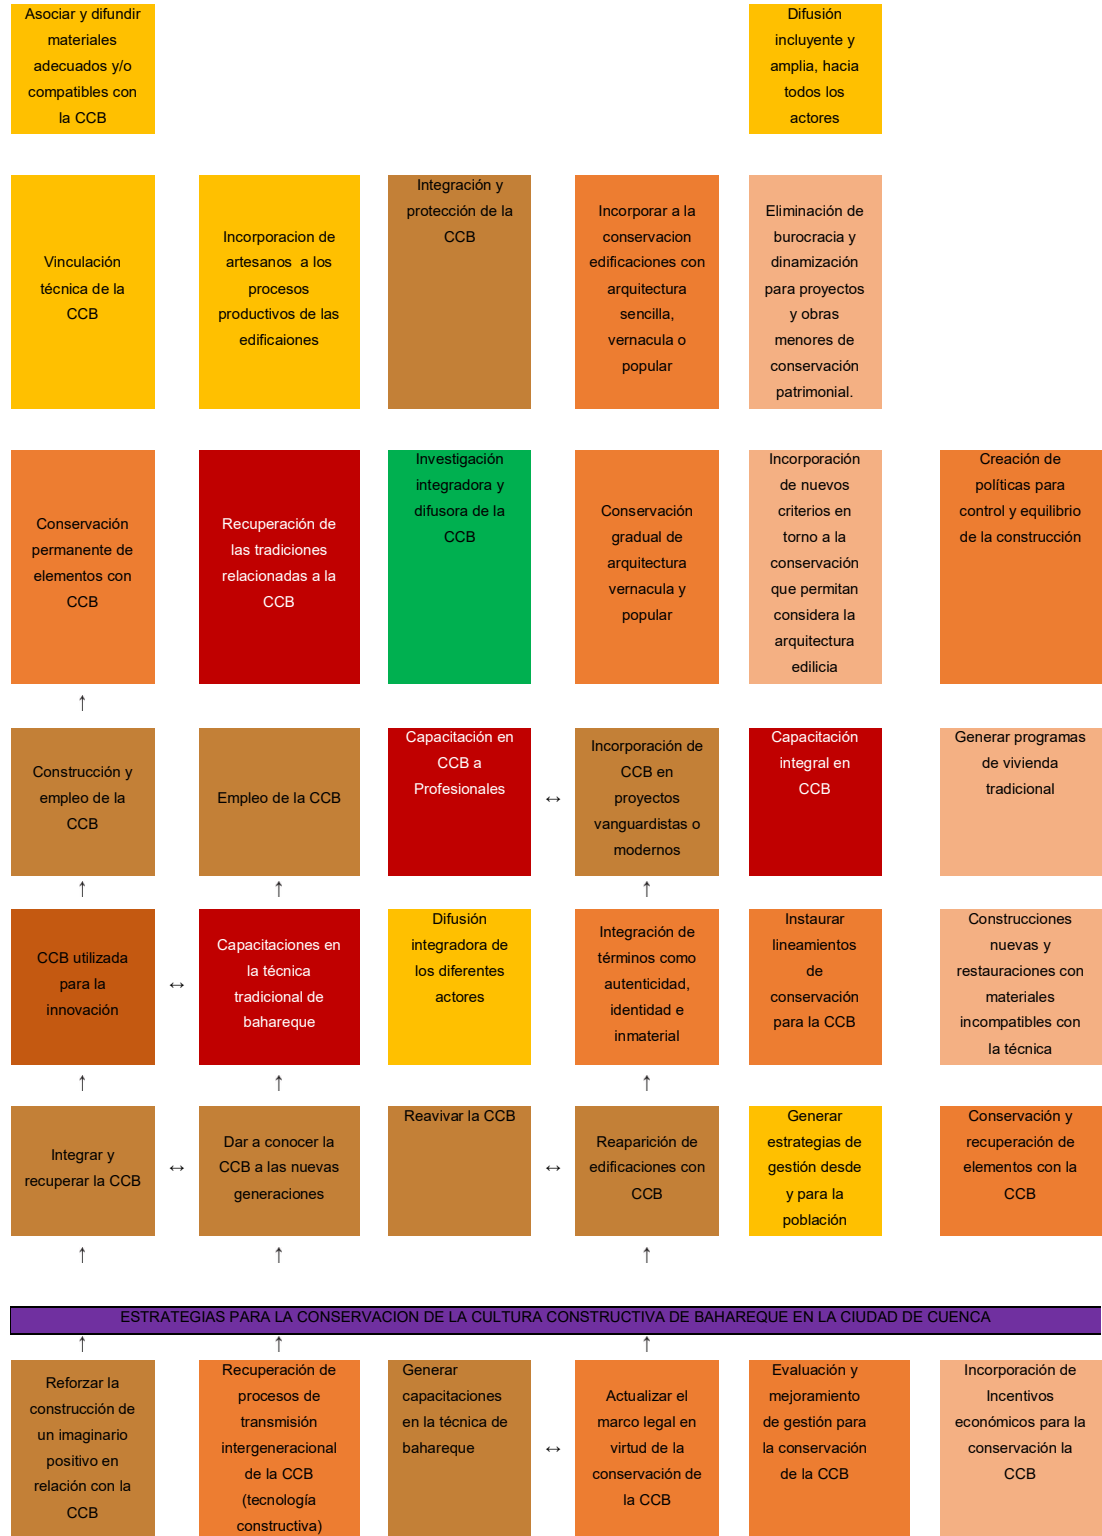 Asociar y difundir
materiales
adecuados y/o
compatibles con
la CCB
Difusión
incluyente y
amplia, hacia
todos los
actores
Vinculación
técnica de la
CCB
Incorporacion de
artesanos a los
procesos
productivos de las
edificaiones
Integración y
protección de la
CCB
Incorporar a la
conservacion
edificaciones con
arquitectura
sencilla,
vernacula o
popular
Eliminación de
burocracia y
dinamización
para proyectos
y obras
menores de
conservación
patrimonial.
Conservación
permanente de
elementos con
CCB
Recuperación de
las tradiciones
relacionadas a la
CCB
Investigación
integradora y
difusora de la
CCB
Conservación
gradual de
arquitectura
vernacula y
popular
Incorporación
de nuevos
criterios en
torno a la
conservación
que permitan
considera la
arquitectura
edilicia
Creación de
políticas para
control y equilibrio
de la construcción
↑
Construcción y
empleo de la
CCB
Empleo de la CCB
Capacitación en
CCB a
Profesionales
↔
Incorporación de
CCB en
proyectos
vanguardistas o
modernos
Capacitación
integral en
CCB
Generar programas
de vivienda
tradicional
↑ ↑ ↑
CCB utilizada
para la
innovación
↔
Capacitaciones en
la técnica
tradicional de
bahareque
Difusión
integradora de
los diferentes
actores
Integración de
términos como
autenticidad,
identidad e
inmaterial
Instaurar
lineamientos
de
conservación
para la CCB
Construcciones
nuevas y
restauraciones con
materiales
incompatibles con
la técnica
↑ ↑ ↑
Integrar y
recuperar la CCB
↔
Dar a conocer la
CCB a las nuevas
generaciones
Reavivar la CCB
↔
Reaparición de
edificaciones con
CCB
Generar
estrategias de
gestión desde
y para la
población
Conservación y
recuperación de
elementos con la
CCB
↑ ↑ ↑
ESTRATEGIAS PARA LA CONSERVACION DE LA CULTURA CONSTRUCTIVA DE BAHAREQUE EN LA CIUDAD DE CUENCA
↑ ↑ ↑
Reforzar la
construcción de
un imaginario
positivo en
relación con la
CCB
Recuperación de
procesos de
transmisión
intergeneracional
de la CCB
(tecnología
constructiva)
Generar
capacitaciones
en la técnica de
bahareque
↔
Actualizar el
marco legal en
virtud de la
conservación de
la CCB
Evaluación y
mejoramiento
de gestión para
la conservación
de la CCB
Incorporación de
Incentivos
económicos para la
conservación la
CCB